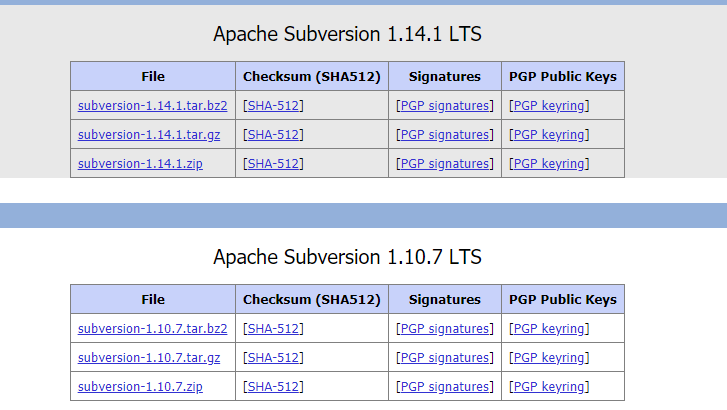 Apache Subversion 1.14.1 LTS
File Checksum (SHA512) Signatures PGP Public Keys
subversion-1.14.1.tar.bz2 [SHA-512] [PGP signatures] [PGP keyring]
subversion-1.14.1.tar.gz [SHA-512] [PGP signatures] [PGP keyring]
subversion-1.14.1.zip [SHA-512] [PGP signatures] [PGP keyring]
Apache Subversion 1.10.7 LTS
File Checksum (SHA512) Signatures PGP Public Keys
subversion-1.10.7.tar.bz2 [SHA-512] [PGP signatures] [PGP keyring]
subversion-1.10.7.tar.gz [SHA-512] [PGP signatures] [PGP keyring]
subversion-1.10.7.zip [SHA-512] [PGP signatures] [PGP keyring]